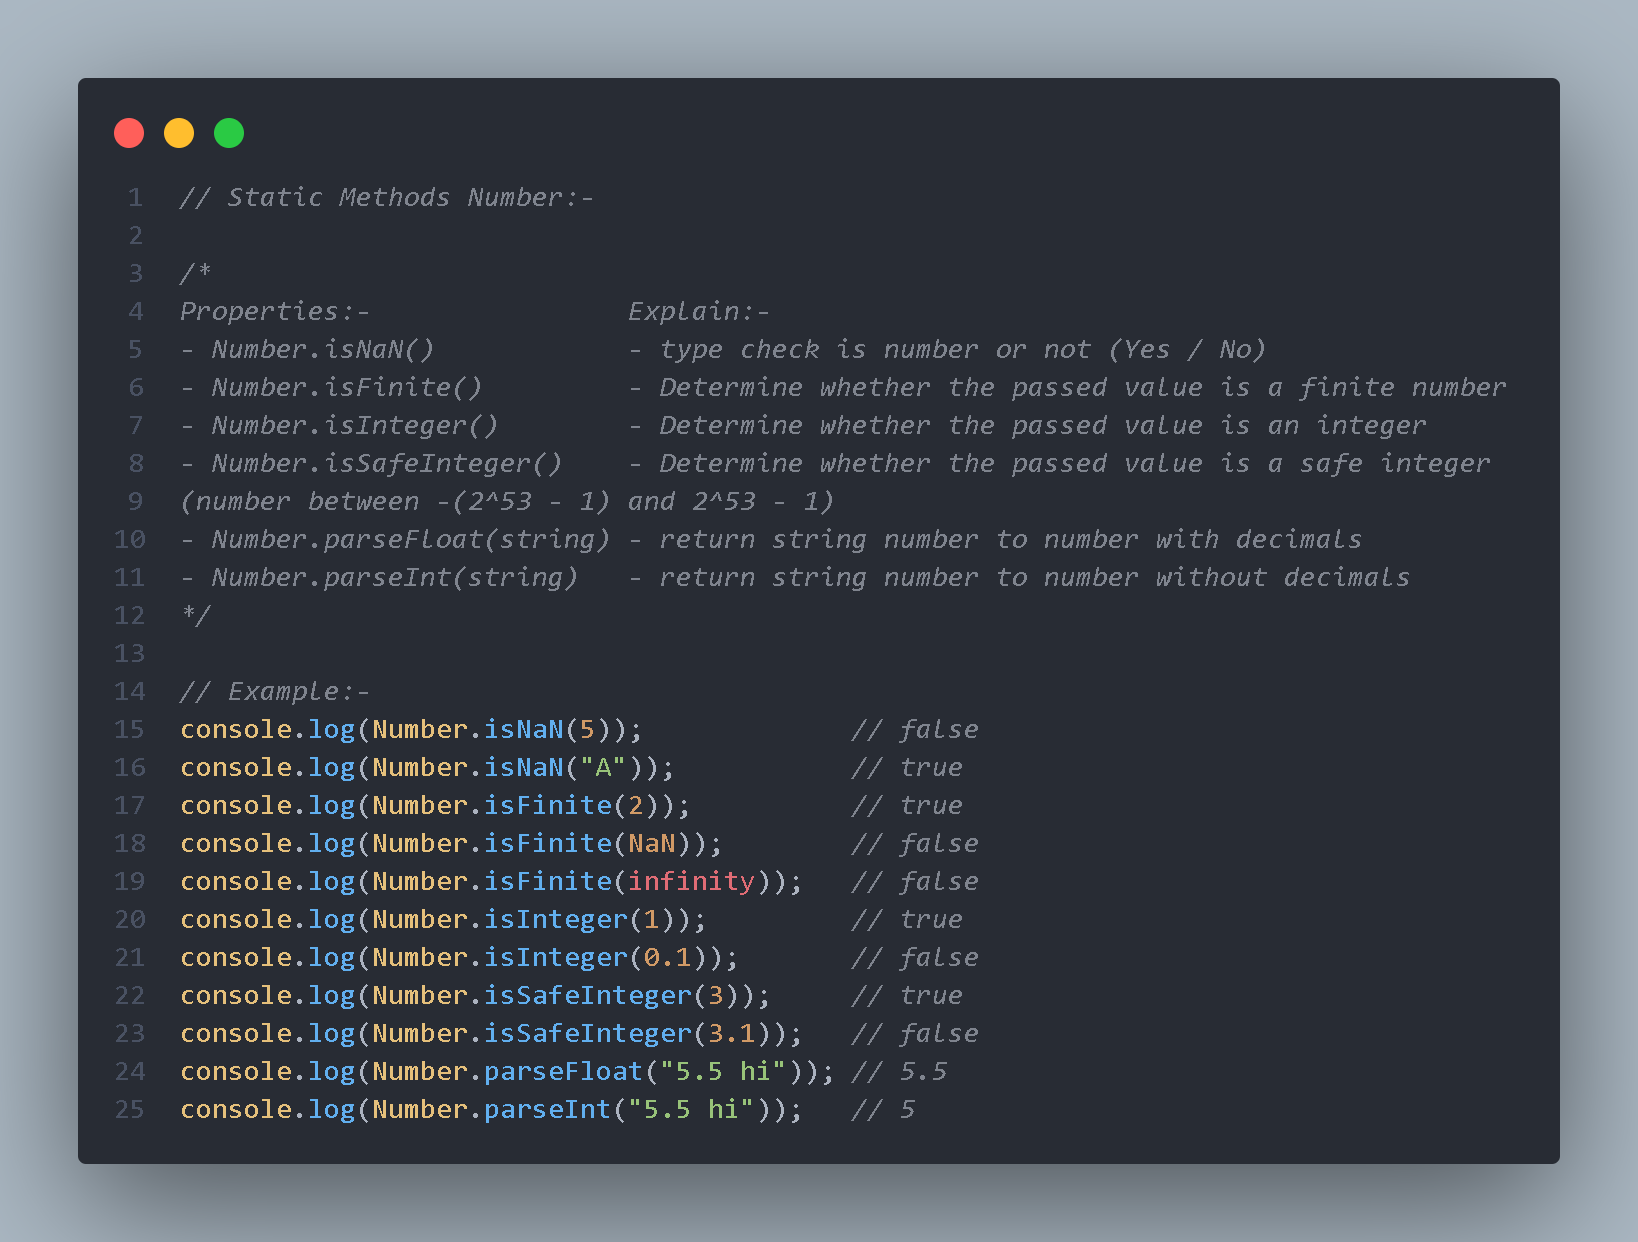 1 // Static Methods Number:-
2
3 /*
4 Properties:- Explain:-
5 - Number.isNaN() - type check is number or not (Yes / No)
6 - Number.isFinite() - Determine whether the passed value is a finite number
7 - Number.isInteger() - Determine whether the passed value is an integer
8 - Number.isSafeInteger() - Determine whether the passed value is a safe integer
9 (number between -(2^53 - 1) and 2^53 - 1)
10 - Number.parseFloat(string) - return string number to number with decimals
11 - Number.parseInt(string) - return string number to number without decimals
12 */
13
14 // Example:-
15 console.log(Number.isNaN(5)); // false
16 console.log(Number.isNaN("A")); // true
17 console.log(Number.isFinite(2)); // true
18 console.log(Number.isFinite(NaN)); // false
19 console.log(Number.isFinite(infinity)); // false
20 console.log(Number.isInteger(1)); // true
21 console.log(Number.isInteger(0.1)); // false
22 console.log(Number.isSafeInteger(3)); // true
23 console.log(Number.isSafeInteger(3.1)); // false
24 console.log(Number.parseFloat("5.5 hi")); // 5.5
25 console.log(Number.parseInt("5.5 hi")); // 5